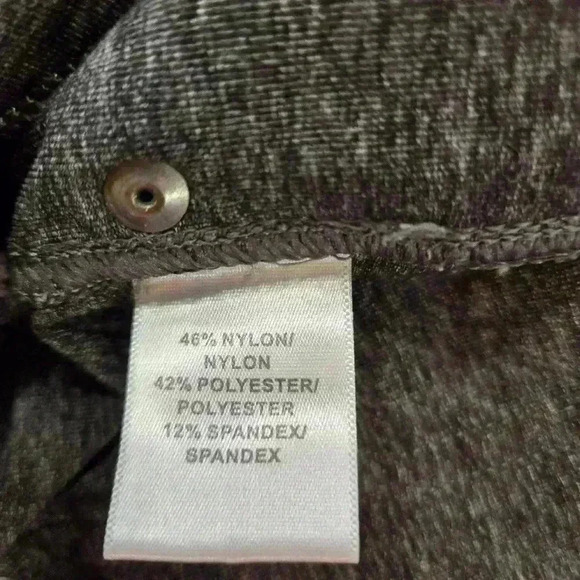 46% NYLON/
NYLON
42% POLYESTER/
POLYESTER
12% SPANDEX/
SPANDEX